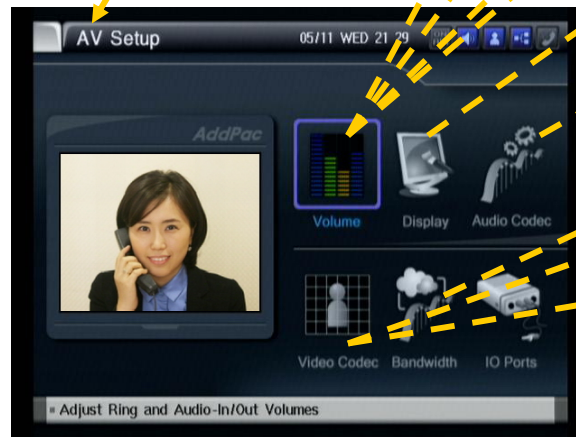 AV Setup
05/11 WED 21 29
AddPac
Volume
Display
Audio Codec
Video Codec
Bandwidth
IO Ports
Adjust Ring and Audio-In/Out Volumes